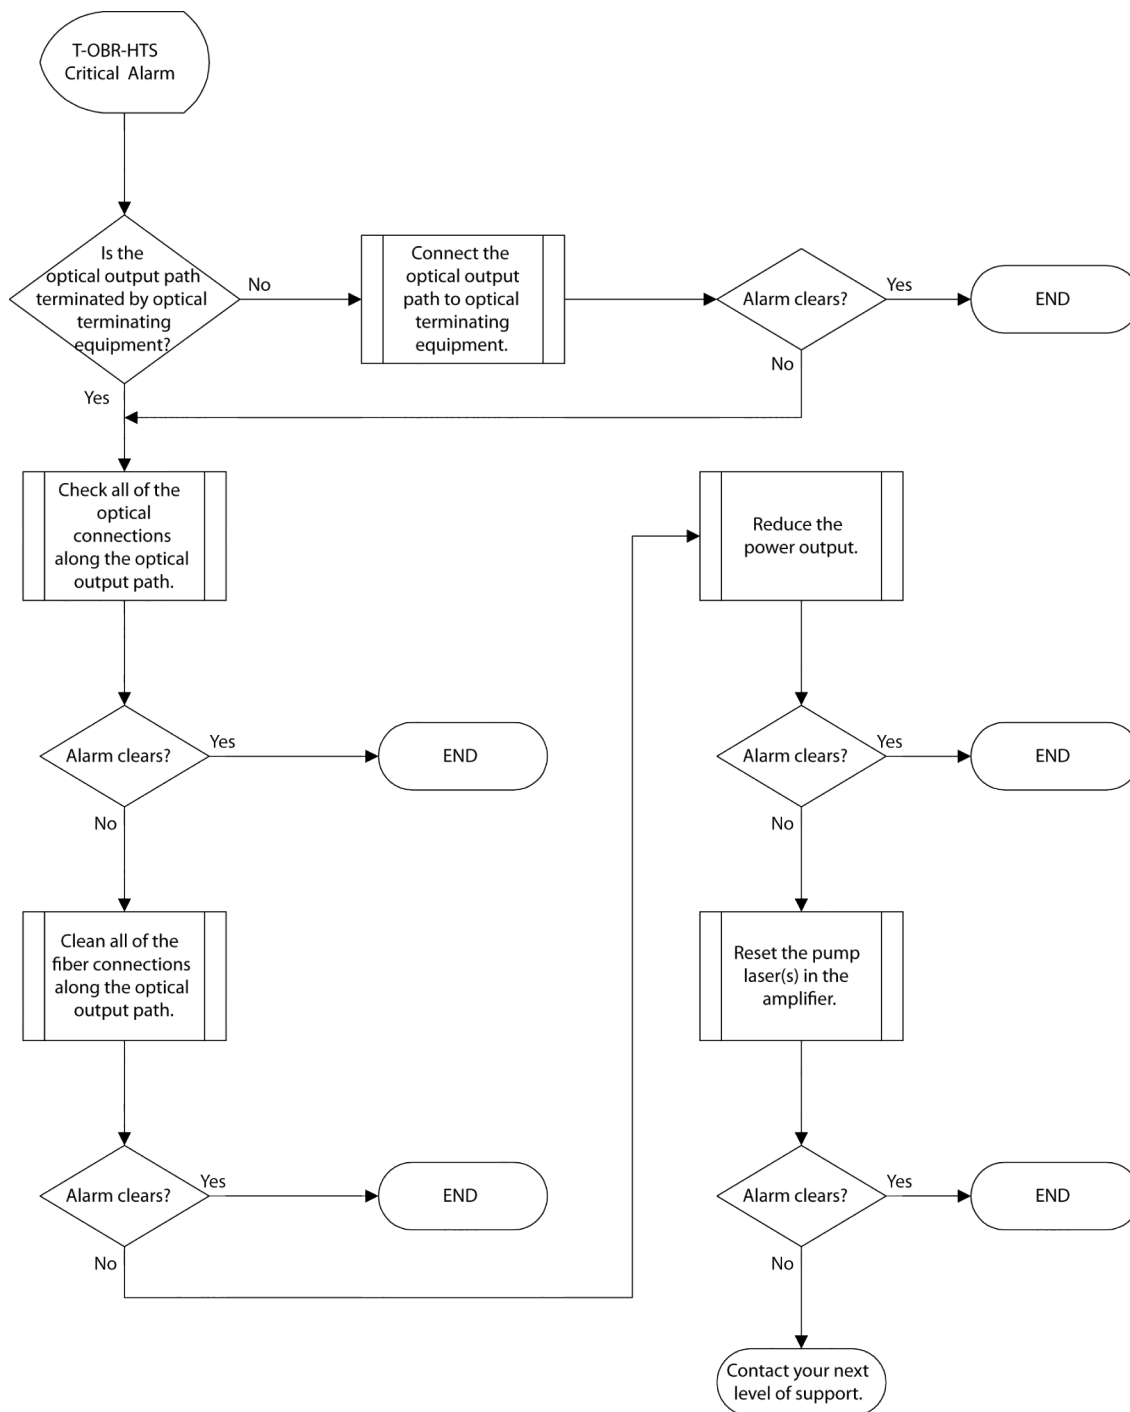 T-OBR-HTS
Critical Alarm
Is the
optical output path
terminated by optical
terminating
equipment?
No
Connect the
optical output
path to optical
terminating
equipment.
Alarm clears?
Yes
END
No
Yes
Check all of the
optical
connections
along the optical
output path.
Alarm clears?
Yes
END
No
Clean all of the
fiber connections
along the optical
output path.
Alarm clears?
Yes
END
No
Reduce the
power output.
Alarm clears?
Yes
END
No
Reset the pump
laser(s) in the
amplifier.
Alarm clears?
Yes
END
No
Contact your next
level of support.